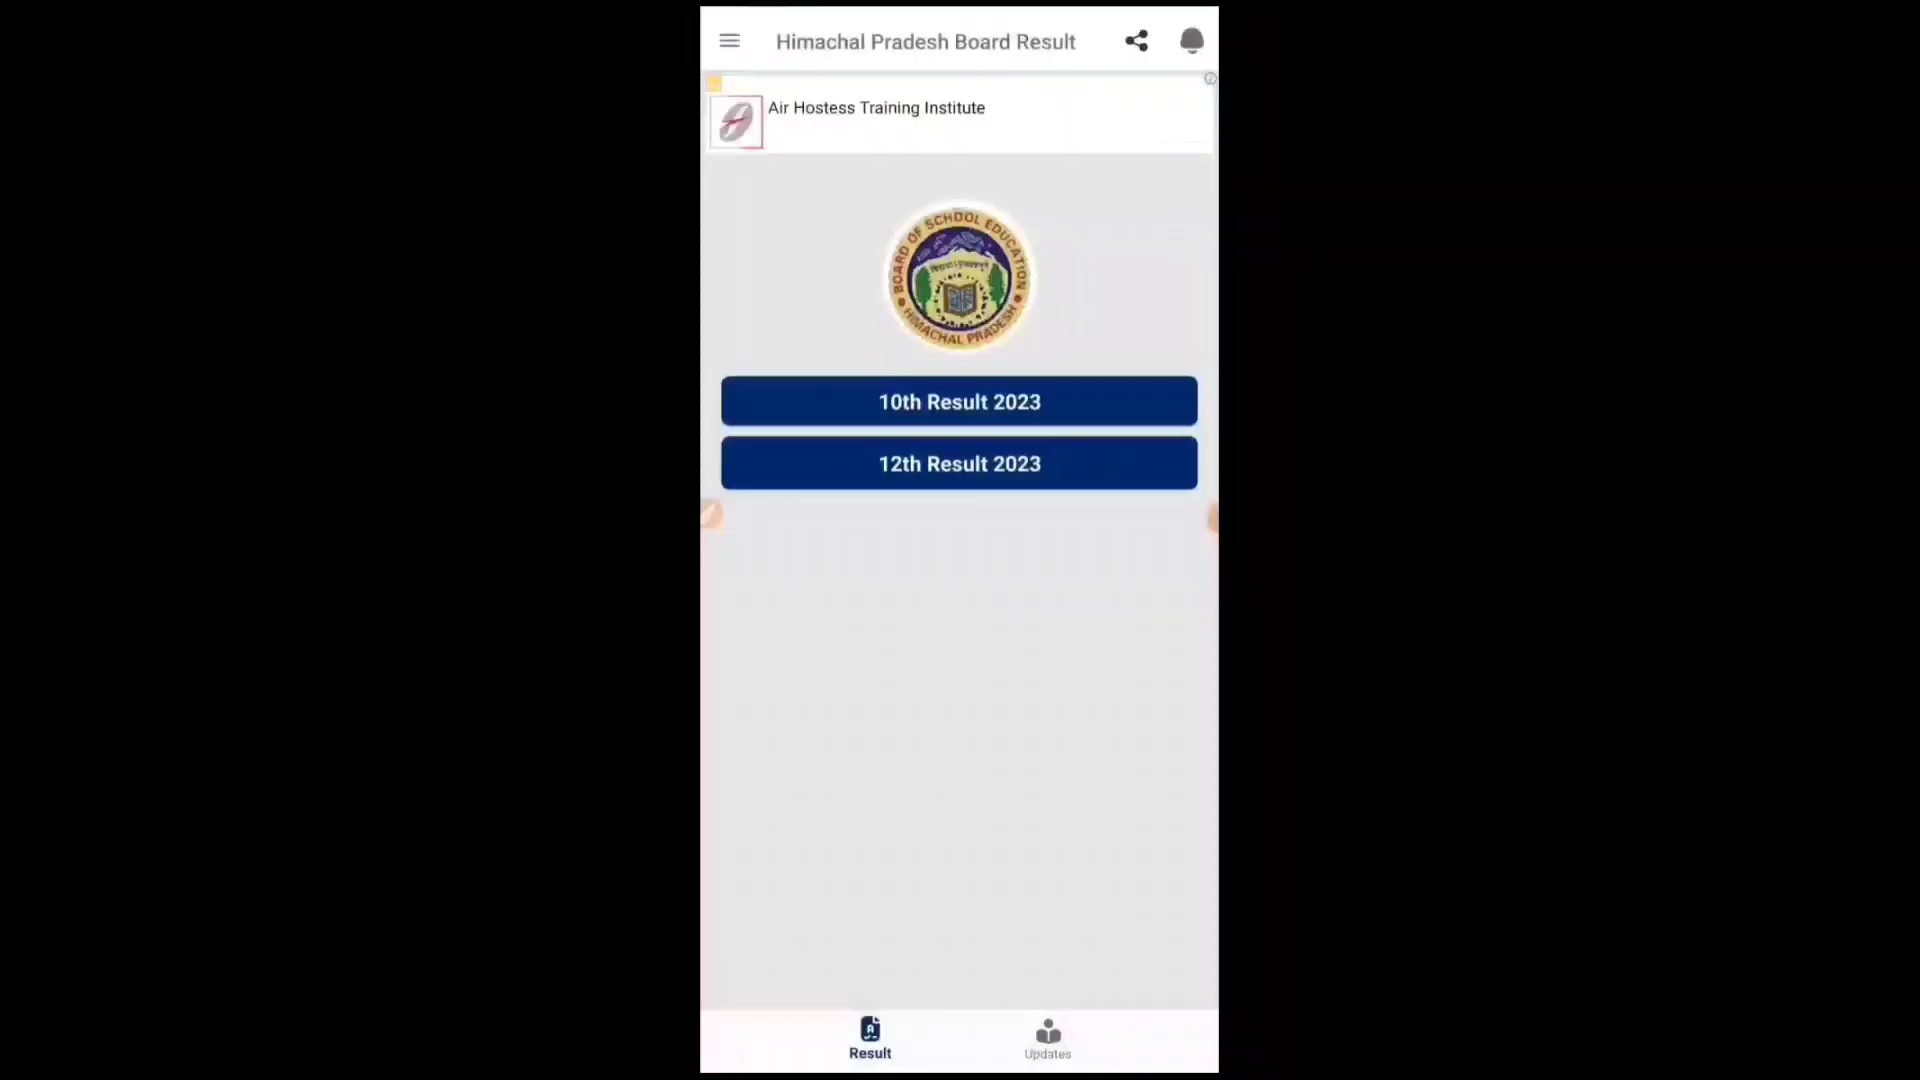 Himachal Pradesh Board Result
Air Hostess Training Institute
BOARD OF SCHOOL EDUCATION
HIMACHAL PRADESH
10th Result 2023
12th Result 2023
Result
Updates